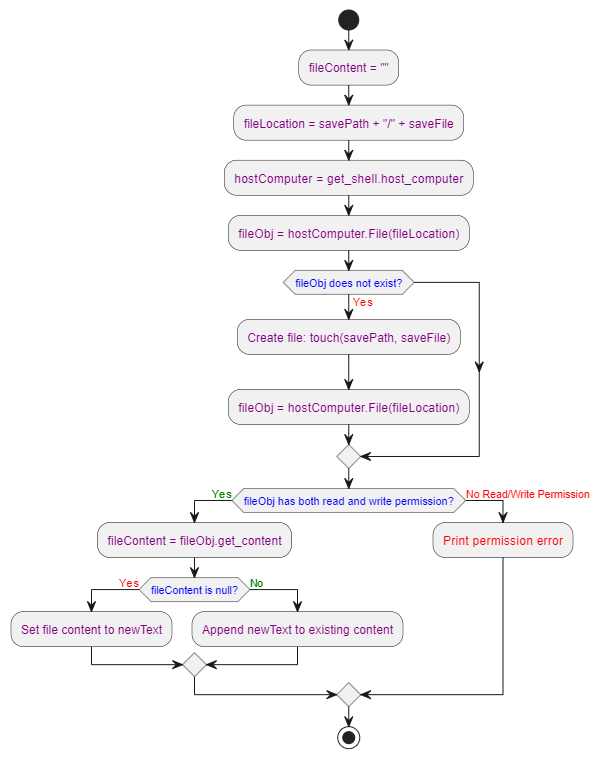 fileContent = ""
fileLocation = savePath + "/" + saveFile
hostComputer = get_shell.host_computer
fileObj = hostComputer.File(fileLocation)
fileObj does not exist?
Yes
Create file: touch(savePath, saveFile)
fileObj = hostComputer.File(fileLocation)
Yes
fileObj has both read and write permission?
No Read/Write Permission
fileContent = fileObj.get_content
Print permission error
Yes
fileContent is null?
No
Set file content to newText
Append newText to existing content